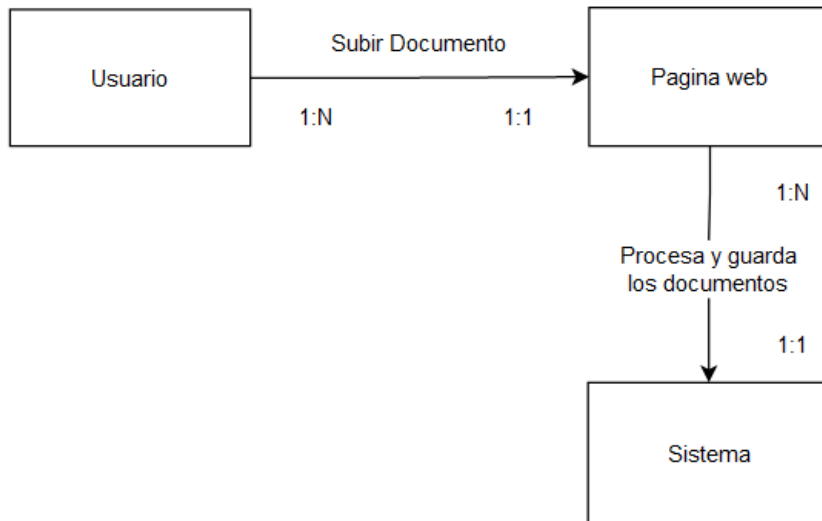 Subir Documento
Usuario
Pagina web
1:N
1:1
1:N
Procesa y guarda
los documentos
1:1
Sistema